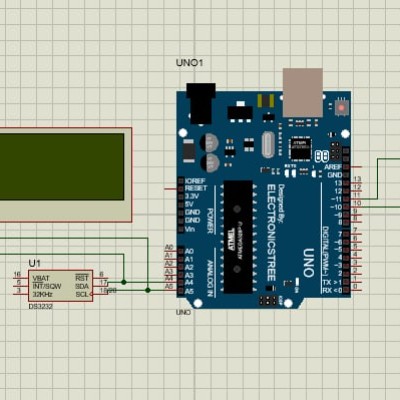 UNO1
AREF
GND
IOREF
RESET
3.3V
5V
GND
GND
Vin
POWER
Designed By:
ELECTRONICSTREE
13
12
~11
~10
~9
8
7
~6
~5
4
~3
2
TX > 1
RX < 0
DIGITAL (PWM~)
UNO
A0
A1
A2
A3
A4
A5
ANALOG IN
ATMEL
UNO
U1
16
5
3
VBAT
INT/SQW
32KHz
RST
SDA
SCL
6
17
DS3232